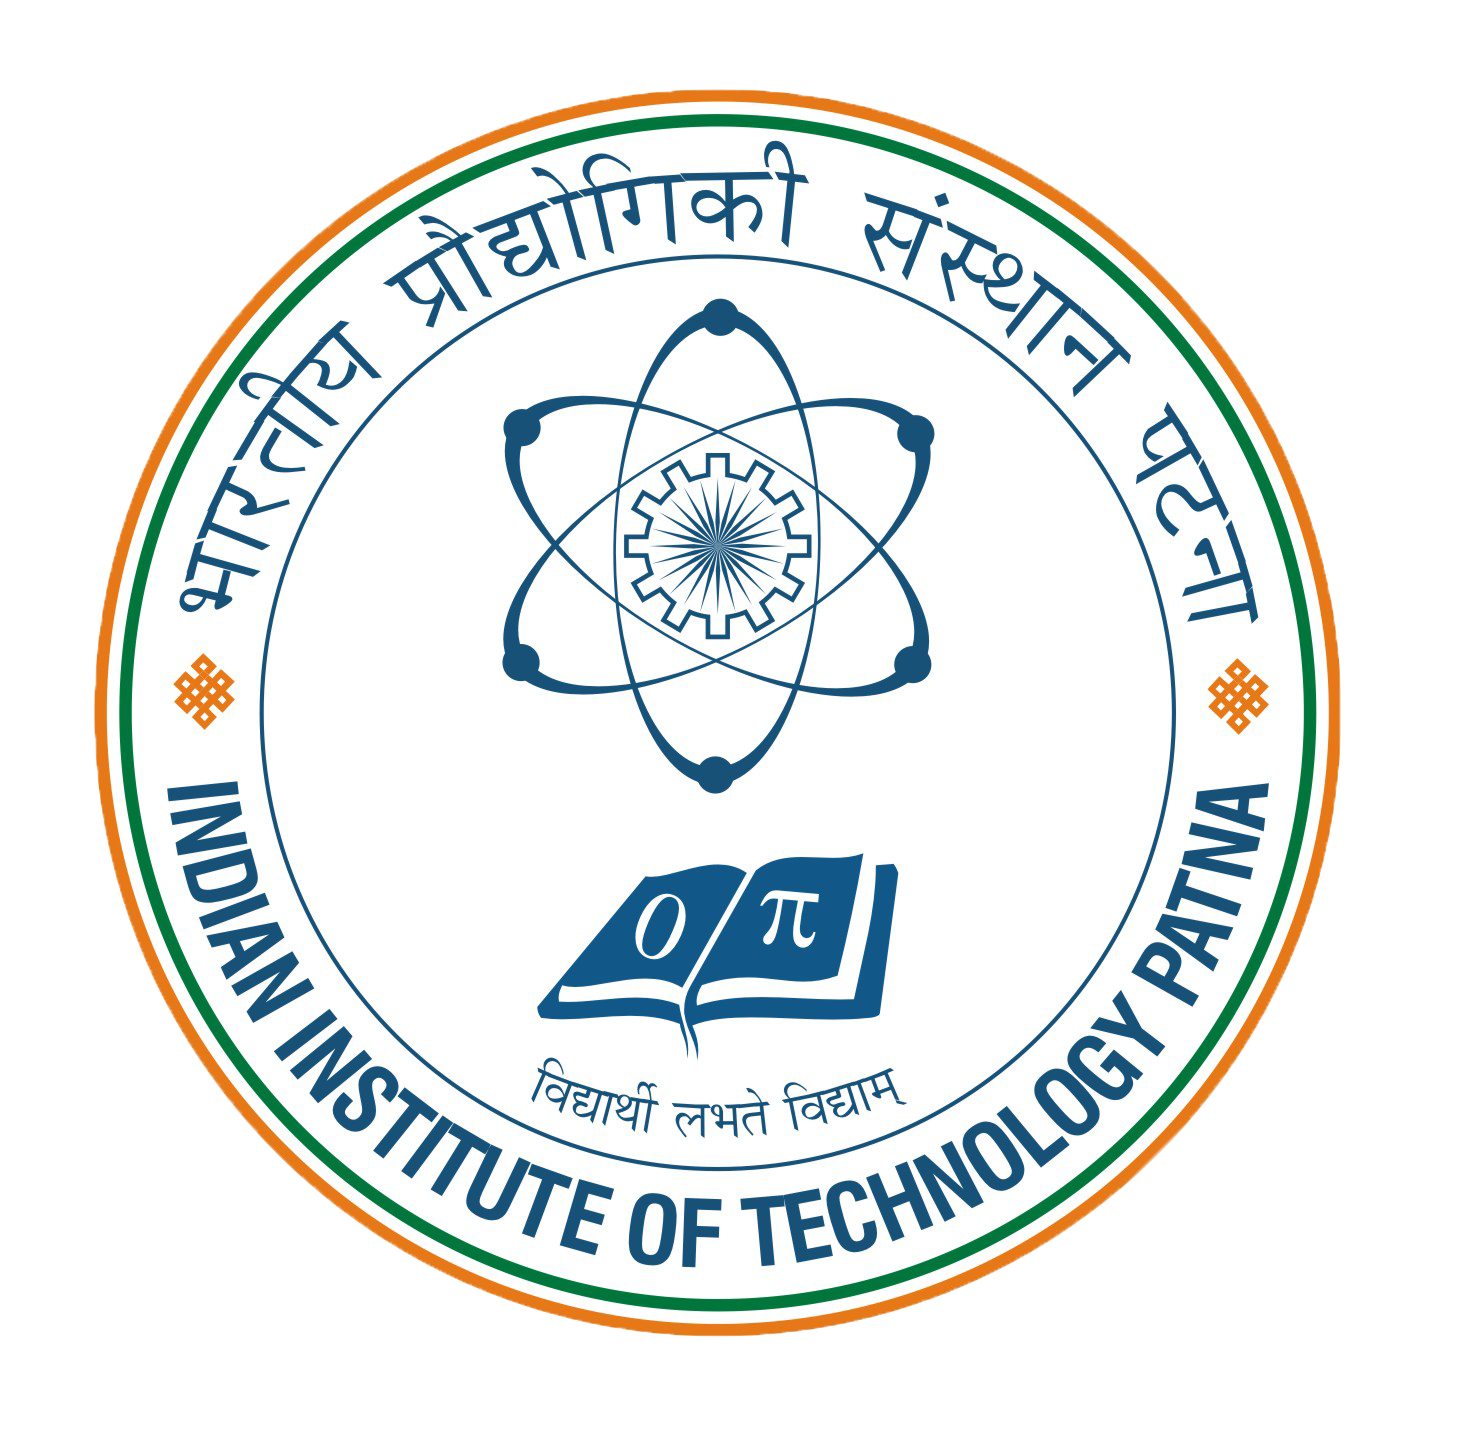 भारतीय प्रौद्योगिकी संस्थान पटना
0 π
विद्यार्थी लभते विद्याम्
INDIAN INSTITUTE OF TECHNOLOGY PATNA